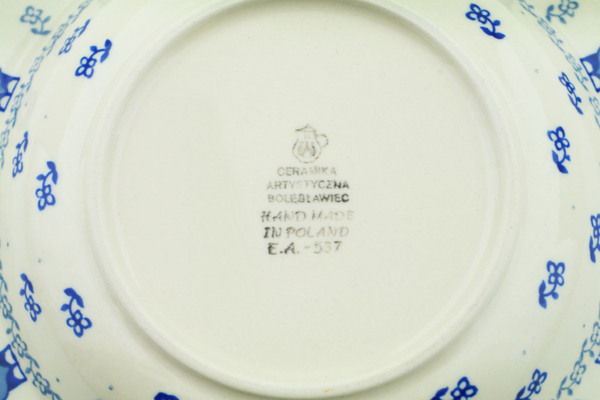 CERAMIKA
ARTYSTYCZNA
BOLESŁAWIEC
HAND MADE
IN POLAND
E.A.-537